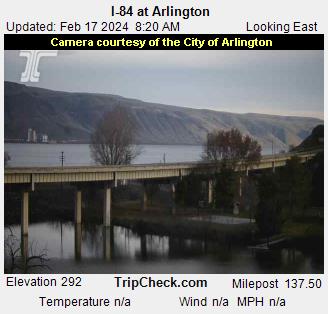 I-84 at Arlington
Updated: Feb 17 2024 8:20 AM Looking East
Camera courtesy of the City of Arlington
Elevation 292 TripCheck.com Milepost 137.50
Temperature n/a Wind n/a MPH n/a